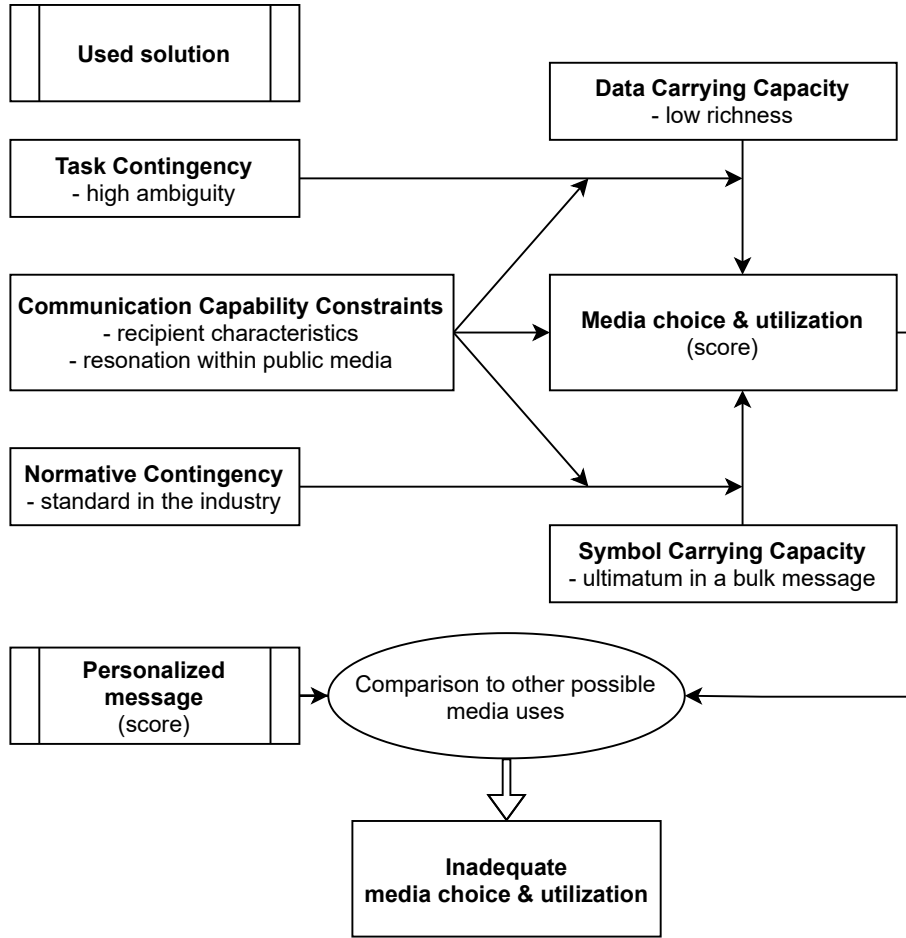 Used solution
Data Carrying Capacity
- low richness
Task Contingency
- high ambiguity
Communication Capability Constraints
- recipient characteristics
- resonation within public media
Media choice & utilization
(score)
Normative Contingency
- standard in the industry
Symbol Carrying Capacity
- ultimatum in a bulk message
Personalized
message
(score)
Comparison to other possible
media uses
Inadequate
media choice & utilization